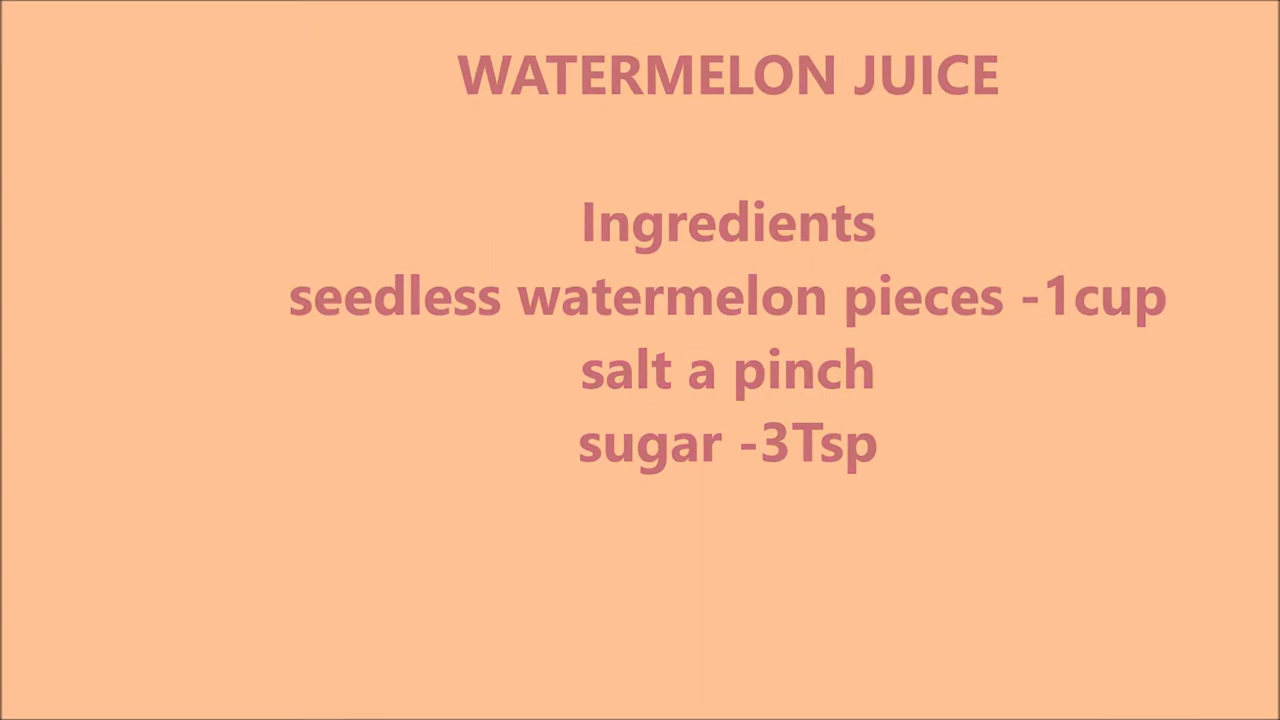 WATERMELON JUICE
Ingredients
seedless watermelon pieces -1cup
salt a pinch
sugar -3Tsp